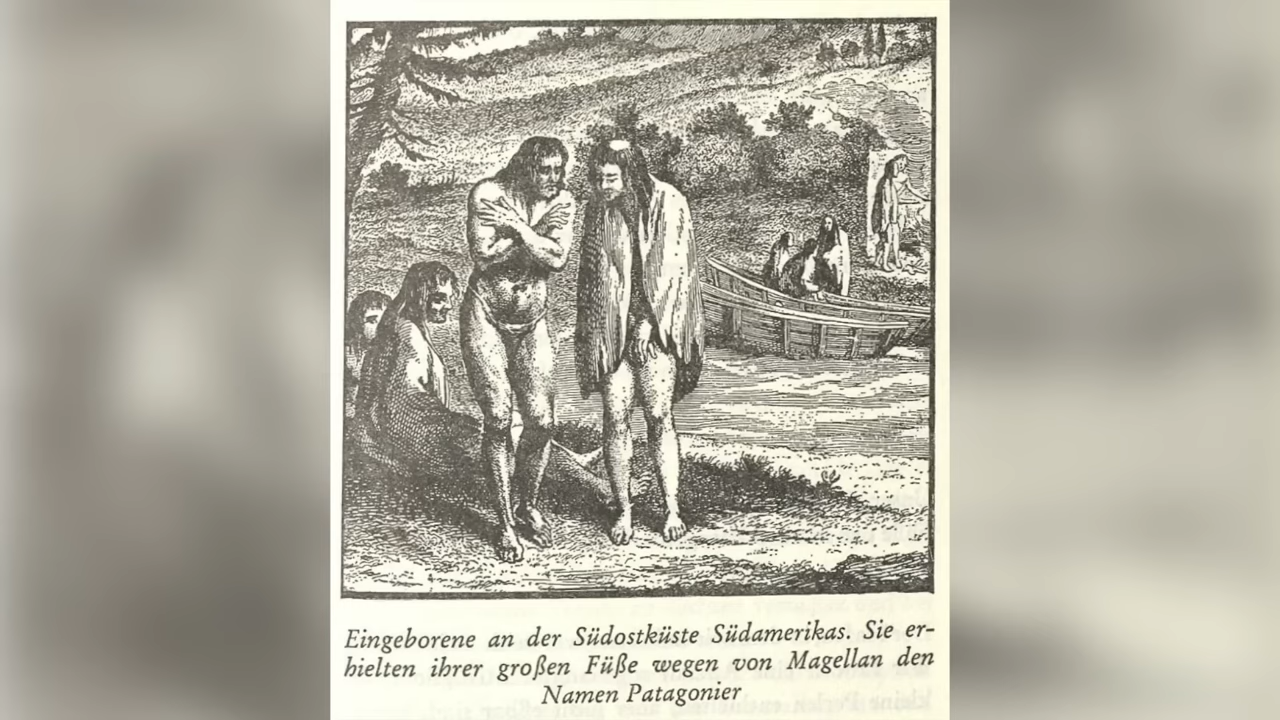 Eingeborene an der Südostküste Südamerikas. Sie er-
hielten ihrer großen Füße wegen von Magellan den
Namen Patagonier